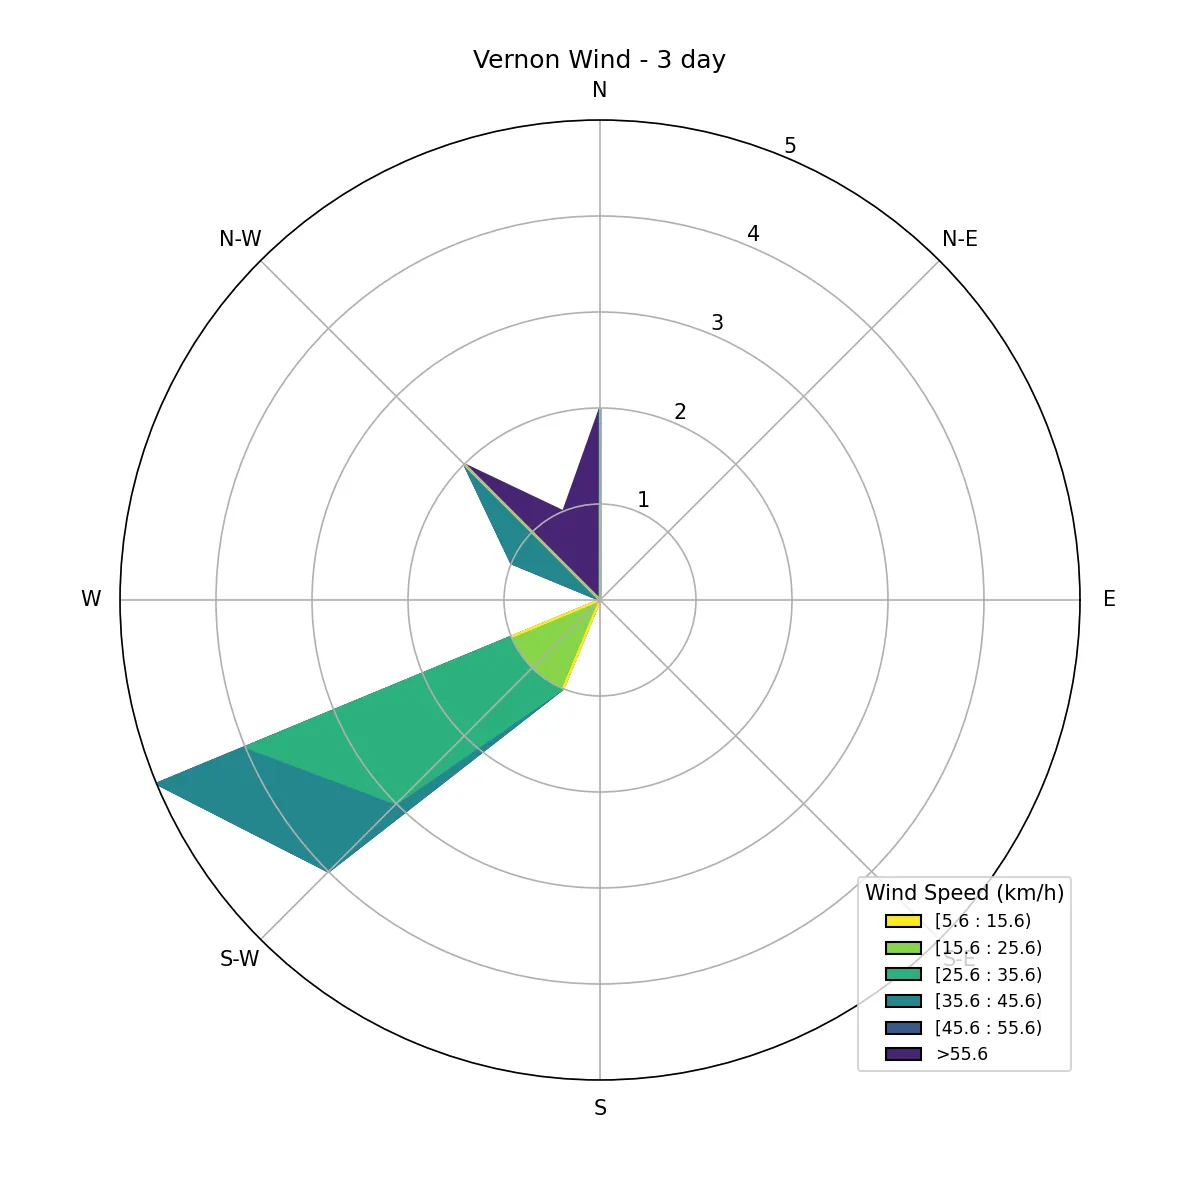 Vernon Wind - 3 day
N
5
N-W
4
N-E
3
2
1
W
E
S-W
S-E
Wind Speed (km/h)
[5.6 : 15.6)
[15.6 : 25.6)
[25.6 : 35.6)
[35.6 : 45.6)
[45.6 : 55.6)
>55.6
S